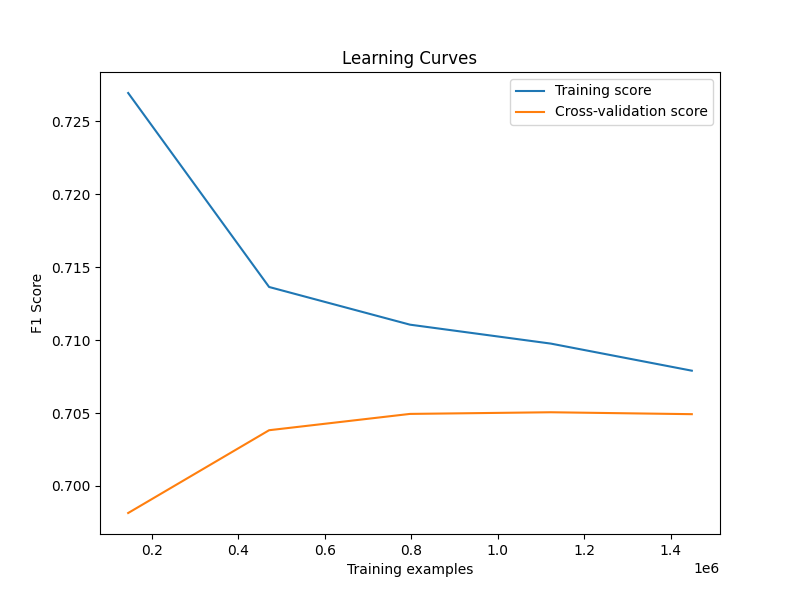 Learning Curves
Training score
Cross-validation score
F1 Score
0.725
0.720
0.715
0.710
0.705
0.700
0.2
0.4
0.6
0.8
1.0
1.2
1.4
1e6
Training examples